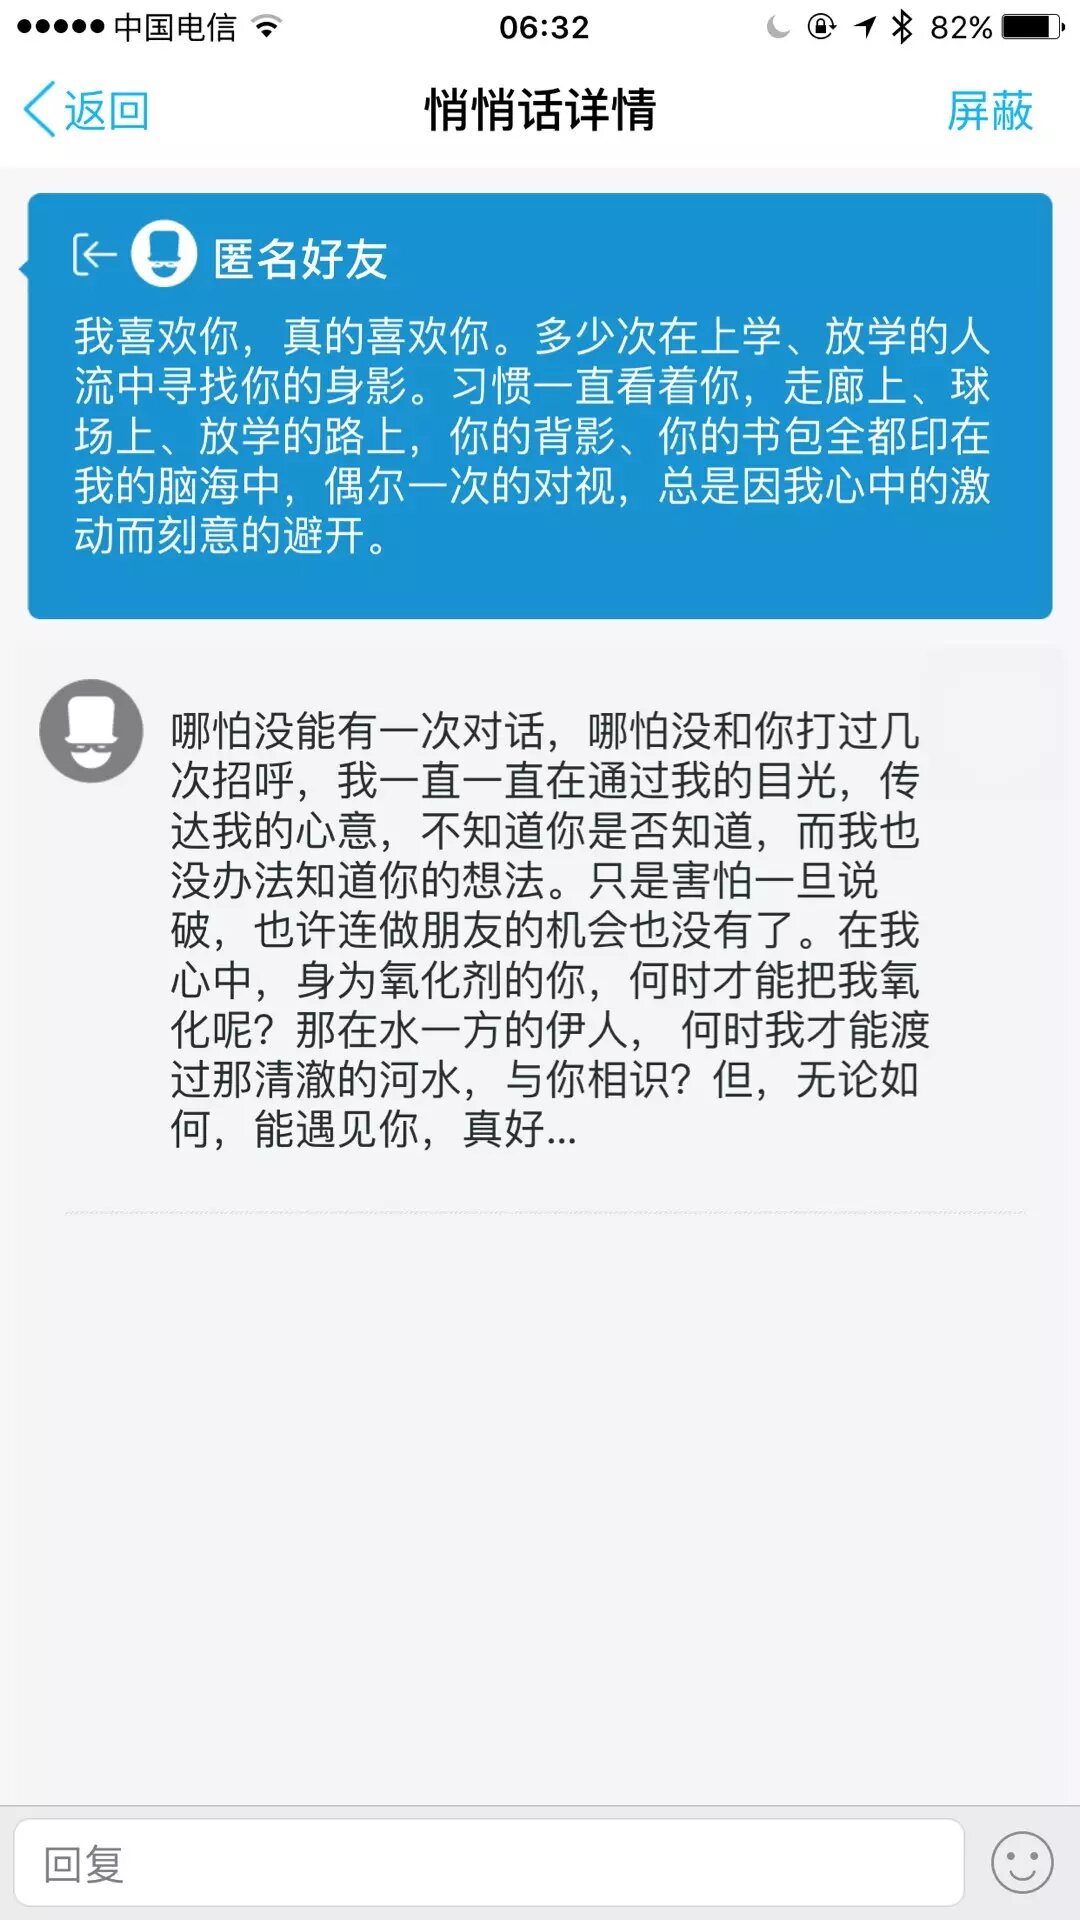 中国电信 06:32 82%
返回 悄悄话详情 屏蔽
匿名好友
我喜欢你，真的喜欢你。多少次在上学、放学的人
流中寻找你的身影。习惯一直看着你，走廊上、球
场上、放学的路上，你的背影、你的书包全都印在
我的脑海中，偶尔一次的对视，总是因我心中的激
动而刻意的避开。
哪怕没能有一次对话，哪怕没和你打过几
次招呼，我一直一直在通过我的目光，传
达我的心意，不知道你是否知道，而我也
没办法知道你的想法。只是害怕一旦说
破，也许连做朋友的机会也没有了。在我
心中，身为氧化剂的你，何时才能把我氧
化呢？那在水一方的伊人， 何时我才能渡
过那清澈的河水，与你相识？但，无论如
何，能遇见你，真好...
回复